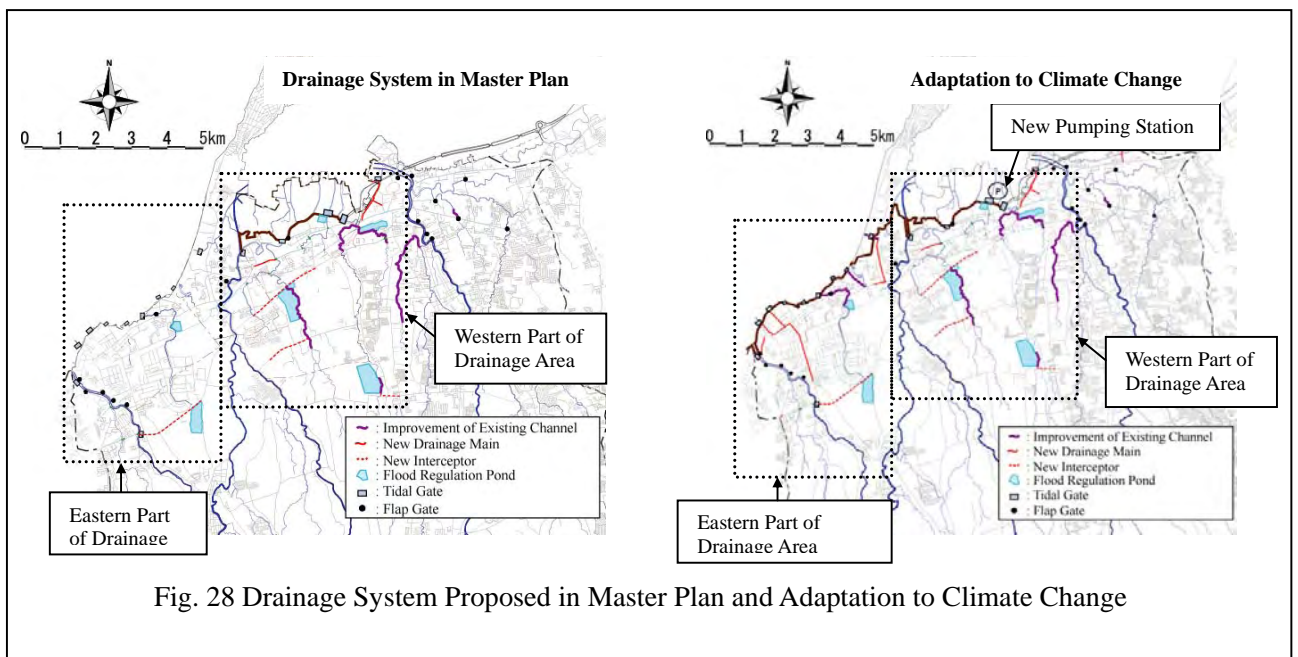 Drainage System in Master Plan
N
0 1 2 3 4 5km
Western Part of
Drainage Area
: Improvement of Existing Channel
: New Drainage Main
: New Interceptor
: Flood Regulation Pond
: Tidal Gate
: Flap Gate
Eastern Part
of Drainage
Adaptation to Climate Change
N
0 1 2 3 4 5km
New Pumping Station
P
Western Part of
Drainage Area
: Improvement of Existing Channel
: New Drainage Main
: New Interceptor
: Flood Regulation Pond
: Tidal Gate
: Flap Gate
Eastern Part of
Drainage Area
Fig. 28 Drainage System Proposed in Master Plan and Adaptation to Climate Change